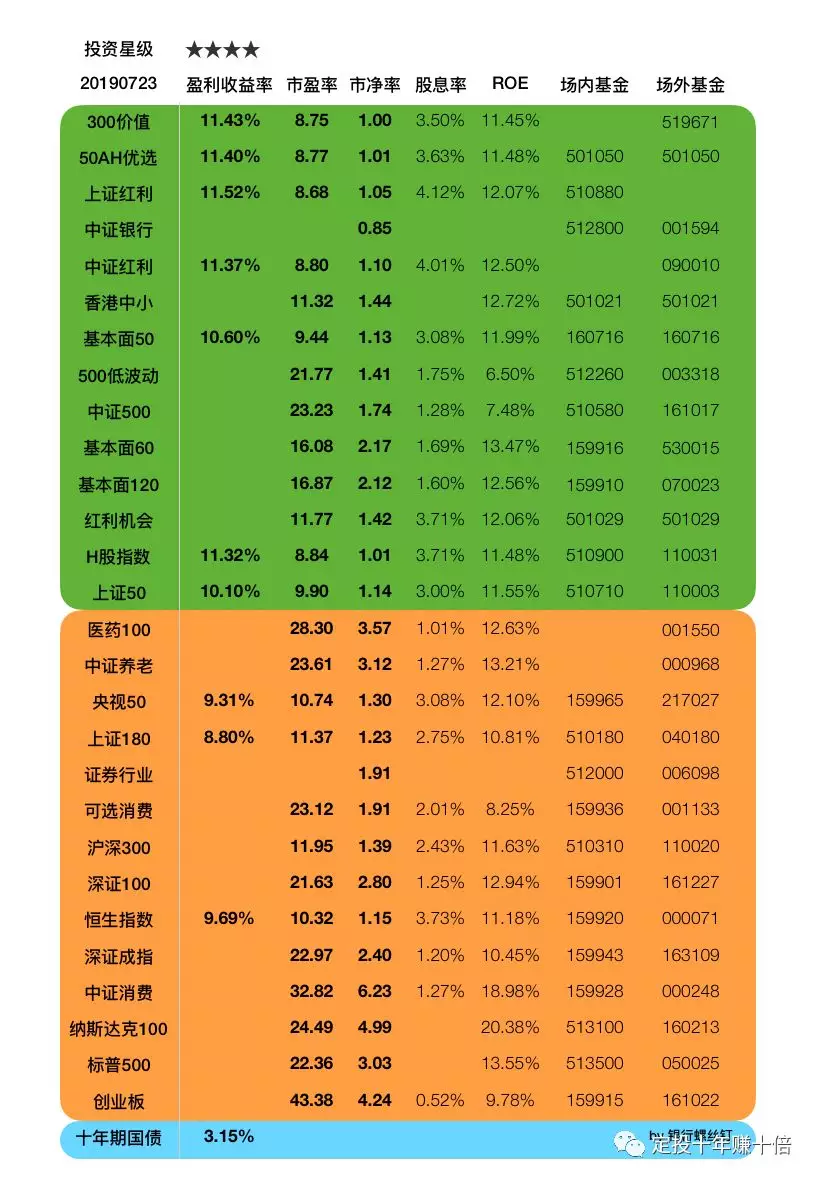 投资星级 ★★★★
20190723 盈利收益率 市盈率 市净率 股息率 ROE 场内基金 场外基金
300价值 11.43% 8.75 1.00 3.50% 11.45% 519671
50AH优选 11.40% 8.77 1.01 3.63% 11.48% 501050 501050
上证红利 11.52% 8.68 1.05 4.12% 12.07% 510880
中证银行 0.85 512800 001594
中证红利 11.37% 8.80 1.10 4.01% 12.50% 090010
香港中小 11.32 1.44 12.72% 501021 501021
基本面50 10.60% 9.44 1.13 3.08% 11.99% 160716 160716
500低波动 21.77 1.41 1.75% 6.50% 512260 003318
中证500 23.23 1.74 1.28% 7.48% 510580 161017
基本面60 16.08 2.17 1.69% 13.47% 159916 530015
基本面120 16.87 2.12 1.60% 12.56% 159910 070023
红利机会 11.77 1.42 3.71% 12.06% 501029 501029
H股指数 11.32% 8.84 1.01 3.71% 11.48% 510900 110031
上证50 10.10% 9.90 1.14 3.00% 11.55% 510710 110003
医药100 28.30 3.57 1.01% 12.63% 001550
中证养老 23.61 3.12 1.27% 13.21% 000968
央视50 9.31% 10.74 1.30 3.08% 12.10% 159965 217027
上证180 8.80% 11.37 1.23 2.75% 10.81% 510180 040180
证券行业 1.91 512000 006098
可选消费 23.12 1.91 2.01% 8.25% 159936 001133
沪深300 11.95 1.39 2.43% 11.63% 510310 110020
深证100 21.63 2.80 1.25% 12.94% 159901 161227
恒生指数 9.69% 10.32 1.15 3.73% 11.18% 159920 000071
深证成指 22.97 2.40 1.20% 10.45% 159943 163109
中证消费 32.82 6.23 1.27% 18.98% 159928 000248
纳斯达克100 24.49 4.99 20.38% 513100 160213
标普500 22.36 3.03 13.55% 513500 050025
创业板 43.38 4.24 0.52% 9.78% 159915 161022
十年期国债 3.15% by 银行螺丝钉
定投十年赚十倍